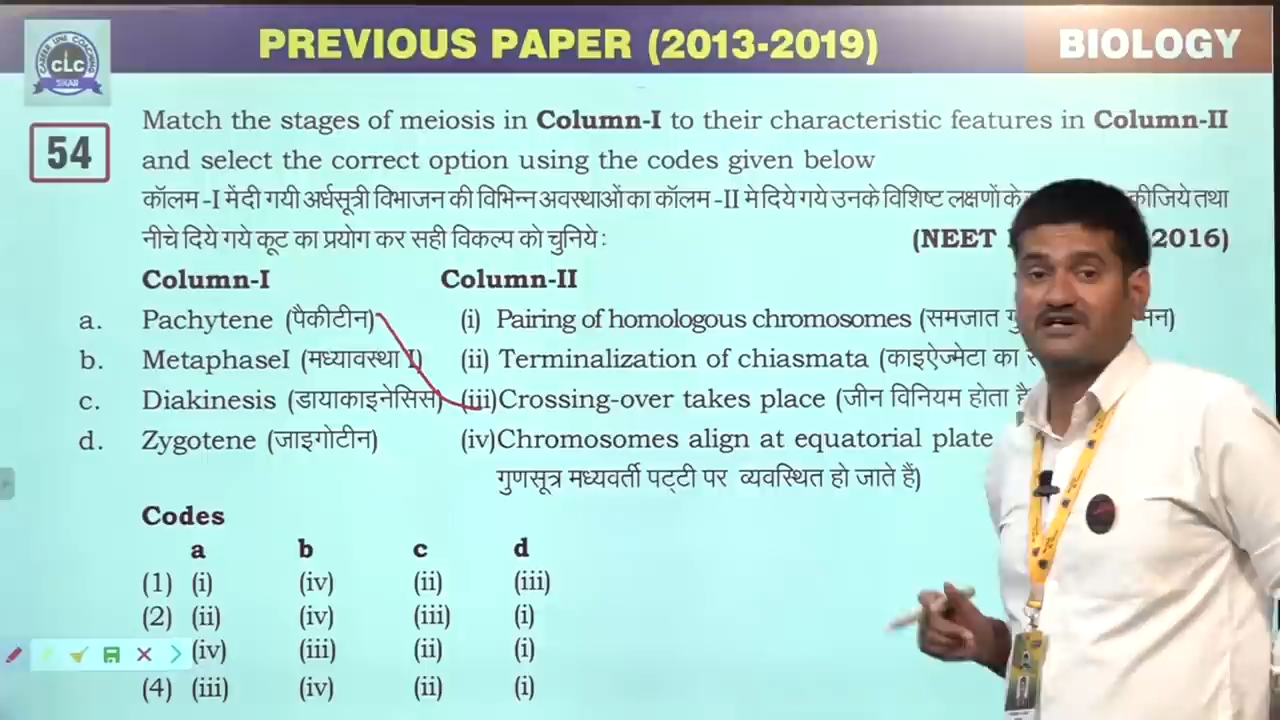 PREVIOUS PAPER (2013-2019)
BIOLOGY
CAREER LINE COACHING
CLC
SIKAR
54
Match the stages of meiosis in Column-I to their characteristic features in Column-II
and select the correct option using the codes given below
कॉलम -I में दी गयी अर्धसूत्री विभाजन की विभिन्न अवस्थाओं का कॉलम -II मे दिये गये उनके विशिष्ट लक्षणों के कीजिये तथा
नीचे दिये गये कूट का प्रयोग कर सही विकल्प को चुनिये :
(NEET 2016)
Column-I Column-II
a. Pachytene (पैकीटीन) (i) Pairing of homologous chromosomes (समजात
b. MetaphaseI (मध्यावस्था I) (ii) Terminalization of chiasmata (काइऐज्मेटा का
c. Diakinesis (डायाकाइनेसिस) (iii)Crossing-over takes place (जीन विनियम होता है
d. Zygotene (जाइगोटीन) (iv)Chromosomes align at equatorial plate
गुणसूत्र मध्यवर्ती पट्टी पर व्यवस्थित हो जाते हैं)
Codes
a b c d
(1) (i) (iv) (ii) (iii)
(2) (ii) (iv) (iii) (i)
(iv) (iii) (ii) (i)
(4) (iii) (iv) (ii) (i)